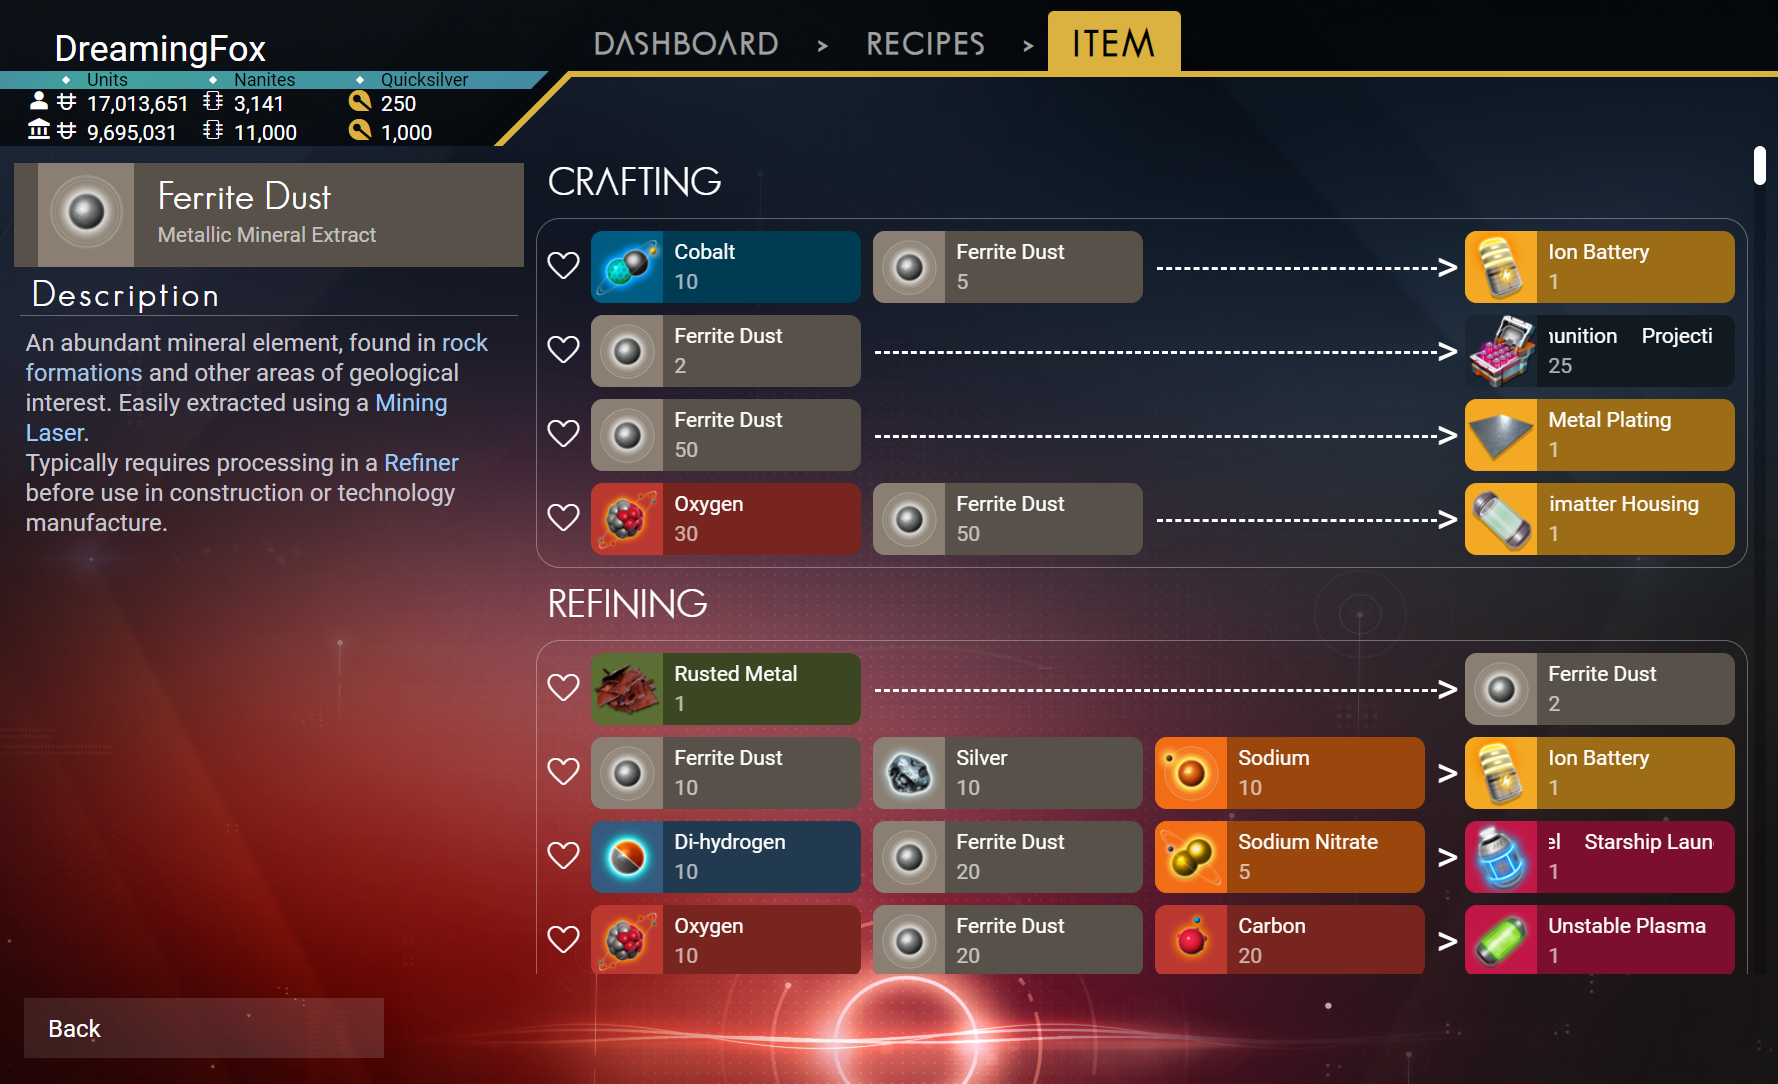 DreamingFox
DASHBOARD > RECIPES > ITEM
Units Nanites Quicksilver
17,013,651 3,141 250
9,695,031 11,000 1,000
Ferrite Dust
Metallic Mineral Extract
Description
An abundant mineral element, found in rock
formations and other areas of geological
interest. Easily extracted using a Mining
Laser.
Typically requires processing in a Refiner
before use in construction or technology
manufacture.
CRAFTING
Cobalt Ferrite Dust > Ion Battery
10 5 1
Ferrite Dust > nunition Projecti
2 25
Ferrite Dust > Metal Plating
50 1
Oxygen Ferrite Dust > imatter Housing
30 50 1
REFINING
Rusted Metal > Ferrite Dust
1 2
Ferrite Dust Silver Sodium > Ion Battery
10 10 10 1
Di-hydrogen Ferrite Dust Sodium Nitrate > el Starship Laun
10 20 5 1
Oxygen Ferrite Dust Carbon > Unstable Plasma
10 20 20 1
Back